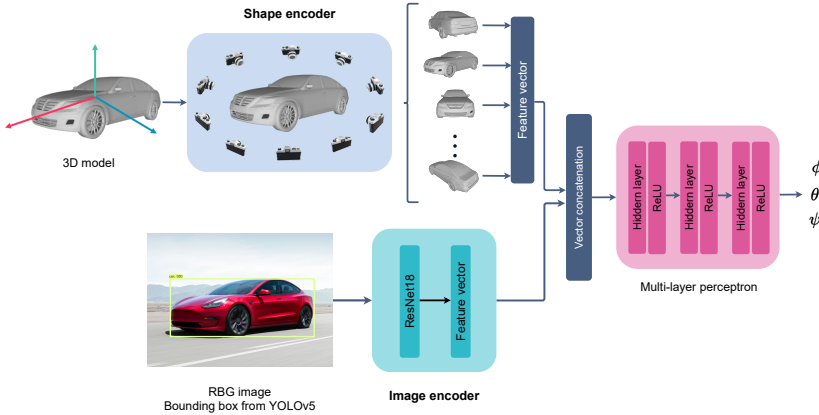 Shape encoder
3D model
Feature vector
Vector concatenation
Hiddern layer
ReLU
Hiddern layer
ReLU
Hiddern layer
ReLU
ϕ
θ
ψ
Multi-layer perceptron
ResNet18
Feature vector
Image encoder
RBG image
Bounding box from YOLOv5